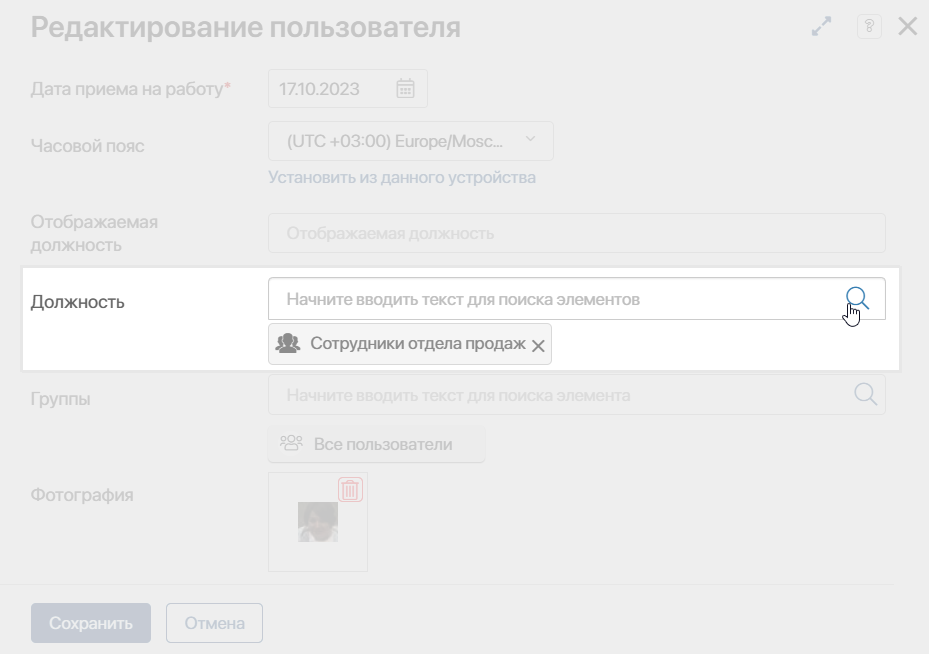 Редактирование пользователя
?
Дата приема на работу*
17.10.2023
Часовой пояс
(UTC +03:00) Europe/Mosc...
Установить из данного устройства
Отображаемая
должность
Отображаемая должность
Должность
Начните вводить текст для поиска элементов
Сотрудники отдела продаж
Группы
Начните вводить текст для поиска элемента
Все пользователи
Фотография
Сохранить
Отмена